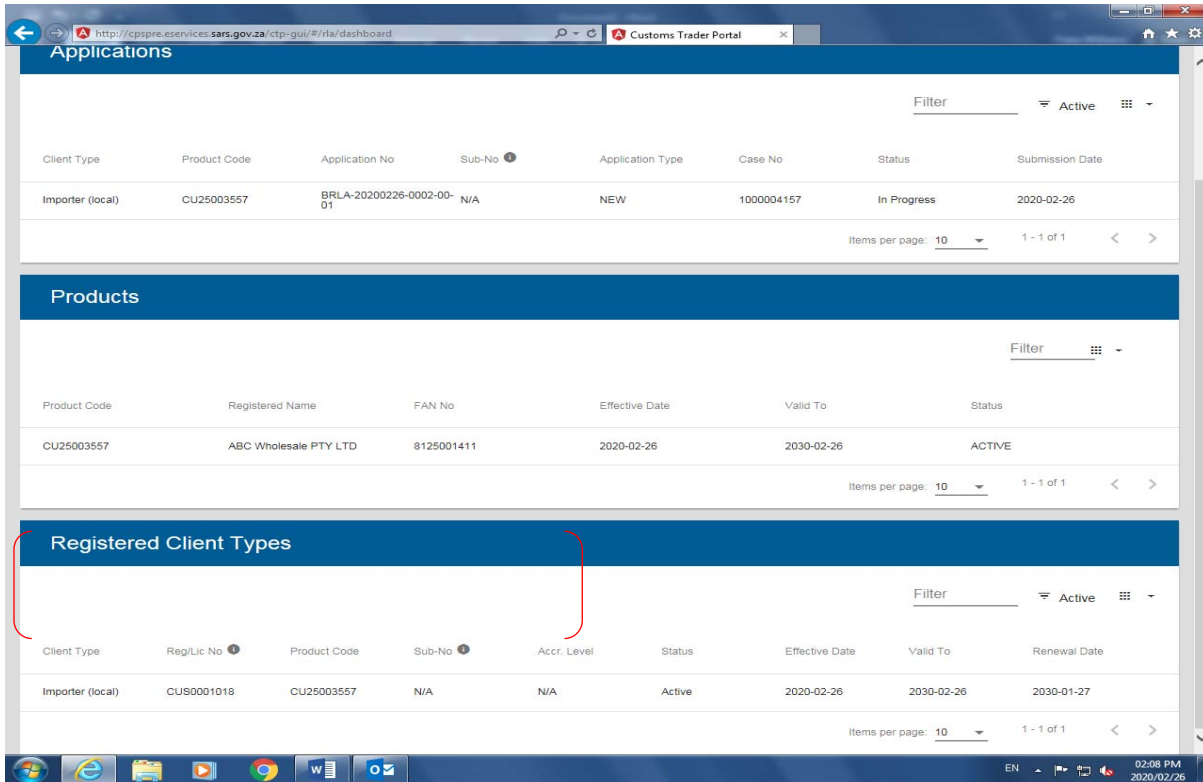 http://cpspre.eservices.sars.gov.za/ctp-gui/#/rla/dashboard
Customs Trader Portal
Applications
Filter Active
Client Type Product Code Application No Sub-No Application Type Case No Status Submission Date
Importer (local) CU25003557 BRLA-20200226-0002-00-01 N/A NEW 1000004157 In Progress 2020-02-26
Items per page: 10 1 - 1 of 1
Products
Filter
Product Code Registered Name FAN No Effective Date Valid To Status
CU25003557 ABC Wholesale PTY LTD 8125001411 2020-02-26 2030-02-26 ACTIVE
Items per page: 10 1 - 1 of 1
Registered Client Types
Filter Active
Client Type Reg/Lic No Product Code Sub-No Accr. Level Status Effective Date Valid To Renewal Date
Importer (local) CUS0001018 CU25003557 N/A N/A Active 2020-02-26 2030-02-26 2030-01-27
Items per page: 10 1 - 1 of 1
EN 02:08 PM
2020/02/26